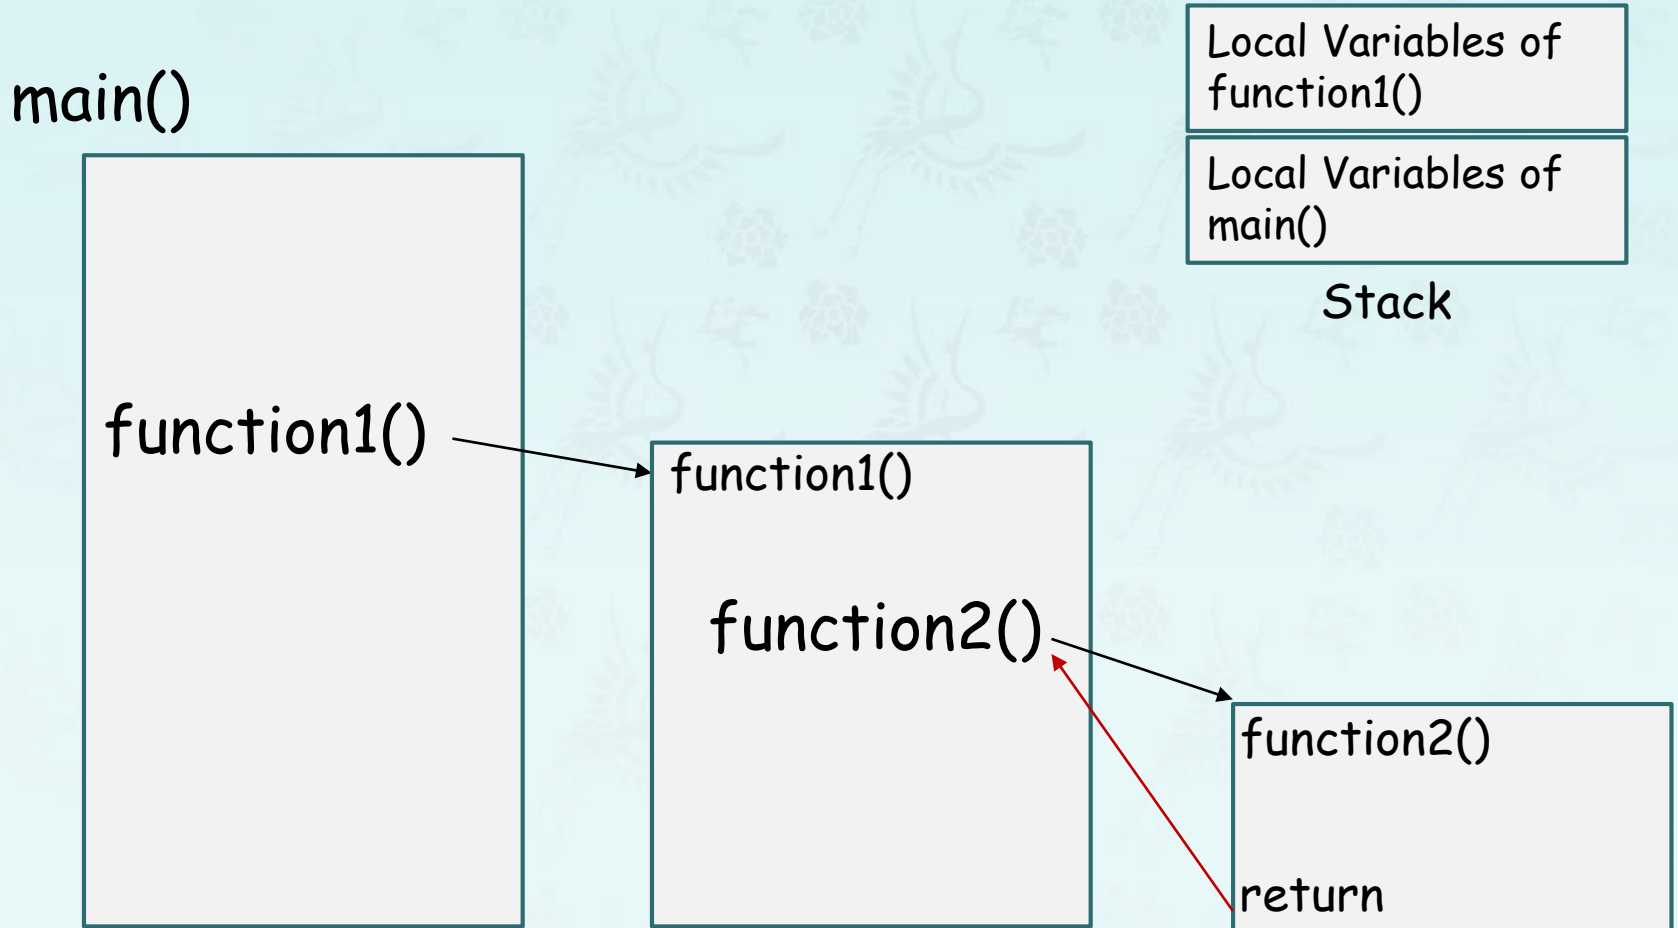 main()
Local Variables of
function1()
Local Variables of
main()
Stack
function1()
function1()
function2()
function2()
return